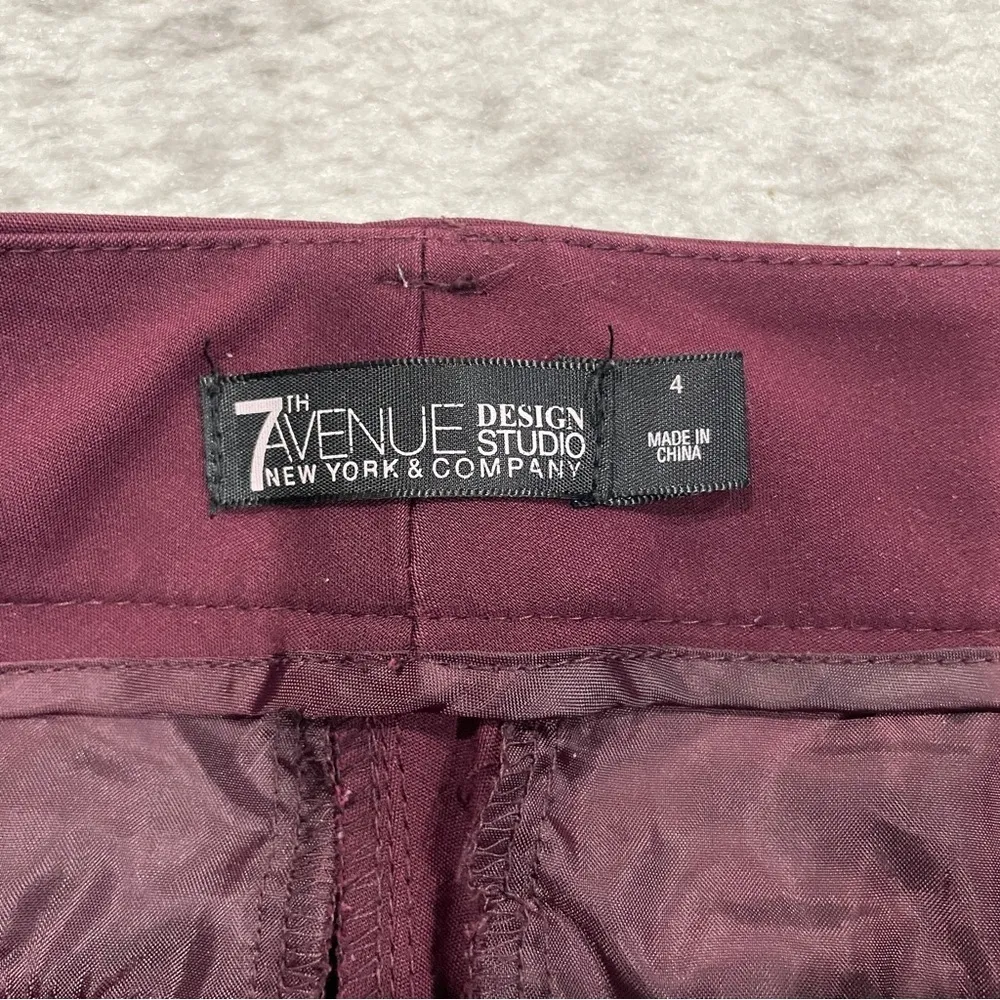 7TH AVENUE DESIGN STUDIO
NEW YORK & COMPANY
4
MADE IN
CHINA